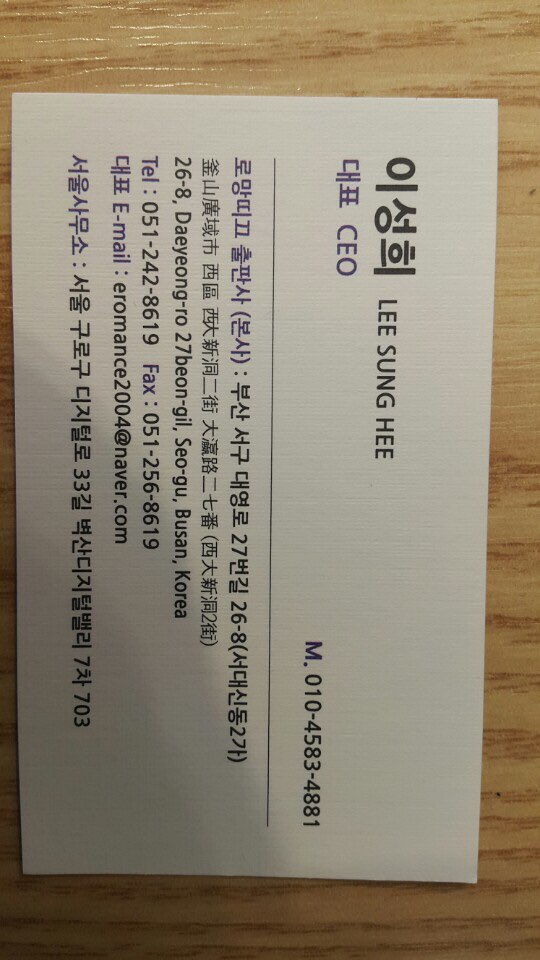 이성희 LEE SUNG HEE
대표 CEO
M. 010-4583-4881
로망띠끄 출판사 (본사) : 부산 서구 대영로 27번길 26-8(서대신동2가)
釜山廣域市 西區 西大新洞二街 大瀛路二七番 (西大新洞2街)
26-8, Daeyeong-ro 27beon-gil, Seo-gu, Busan, Korea
Tel : 051-242-8619 Fax : 051-256-8619
대표 E-mail : eromance2004@naver.com
서울사무소 : 서울 구로구 디지털로 33길 벽산디지털밸리 7차 703